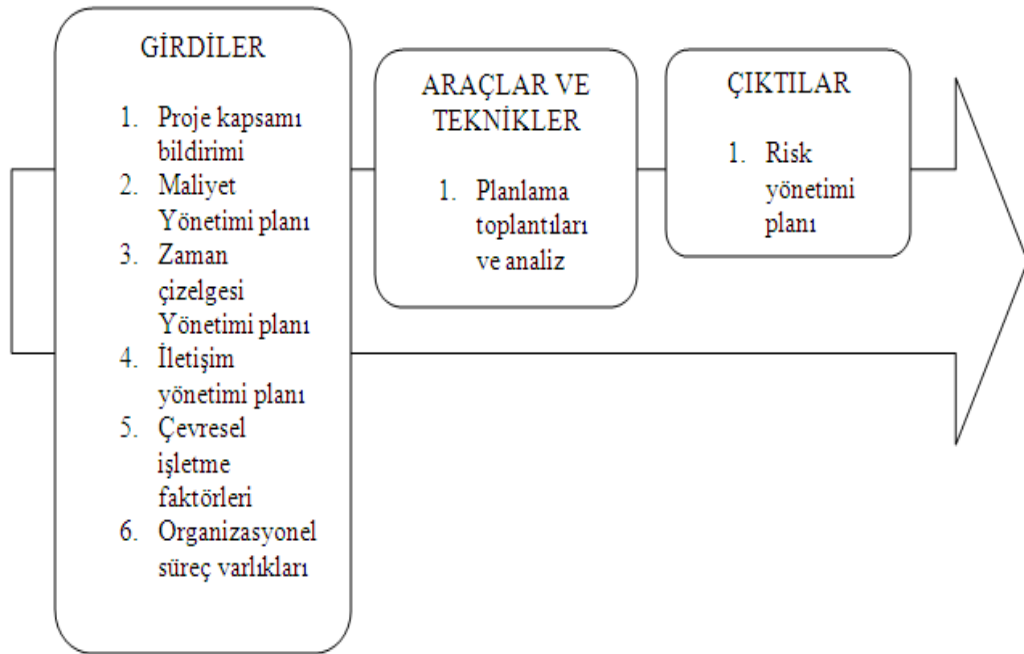 GİRDİLER
1. Proje kapsamı
bildirimi
2. Maliyet
Yönetimi planı
3. Zaman
çizelgesi
Yönetimi planı
4. İletişim
yönetimi planı
5. Çevresel
işletme
faktörleri
6. Organizasyonel
süreç varlıkları
ARAÇLAR VE
TEKNİKLER
1. Planlama
toplantıları
ve analiz
ÇIKTILAR
1. Risk
yönetimi
planı